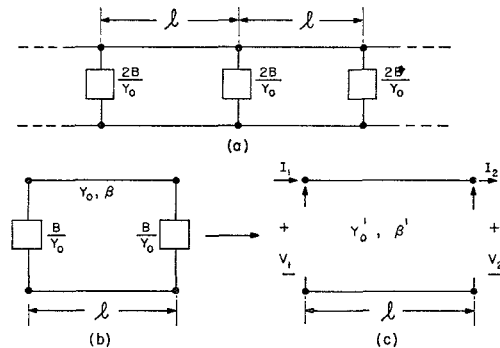 ℓ ℓ
2B/Y₀ 2B/Y₀ 2B/Y₀
(a)
Y₀, β
B/Y₀ B/Y₀
ℓ
(b)
I₁ I₂
+ +
Y₀', β'
V₁ V₂
ℓ
(c)